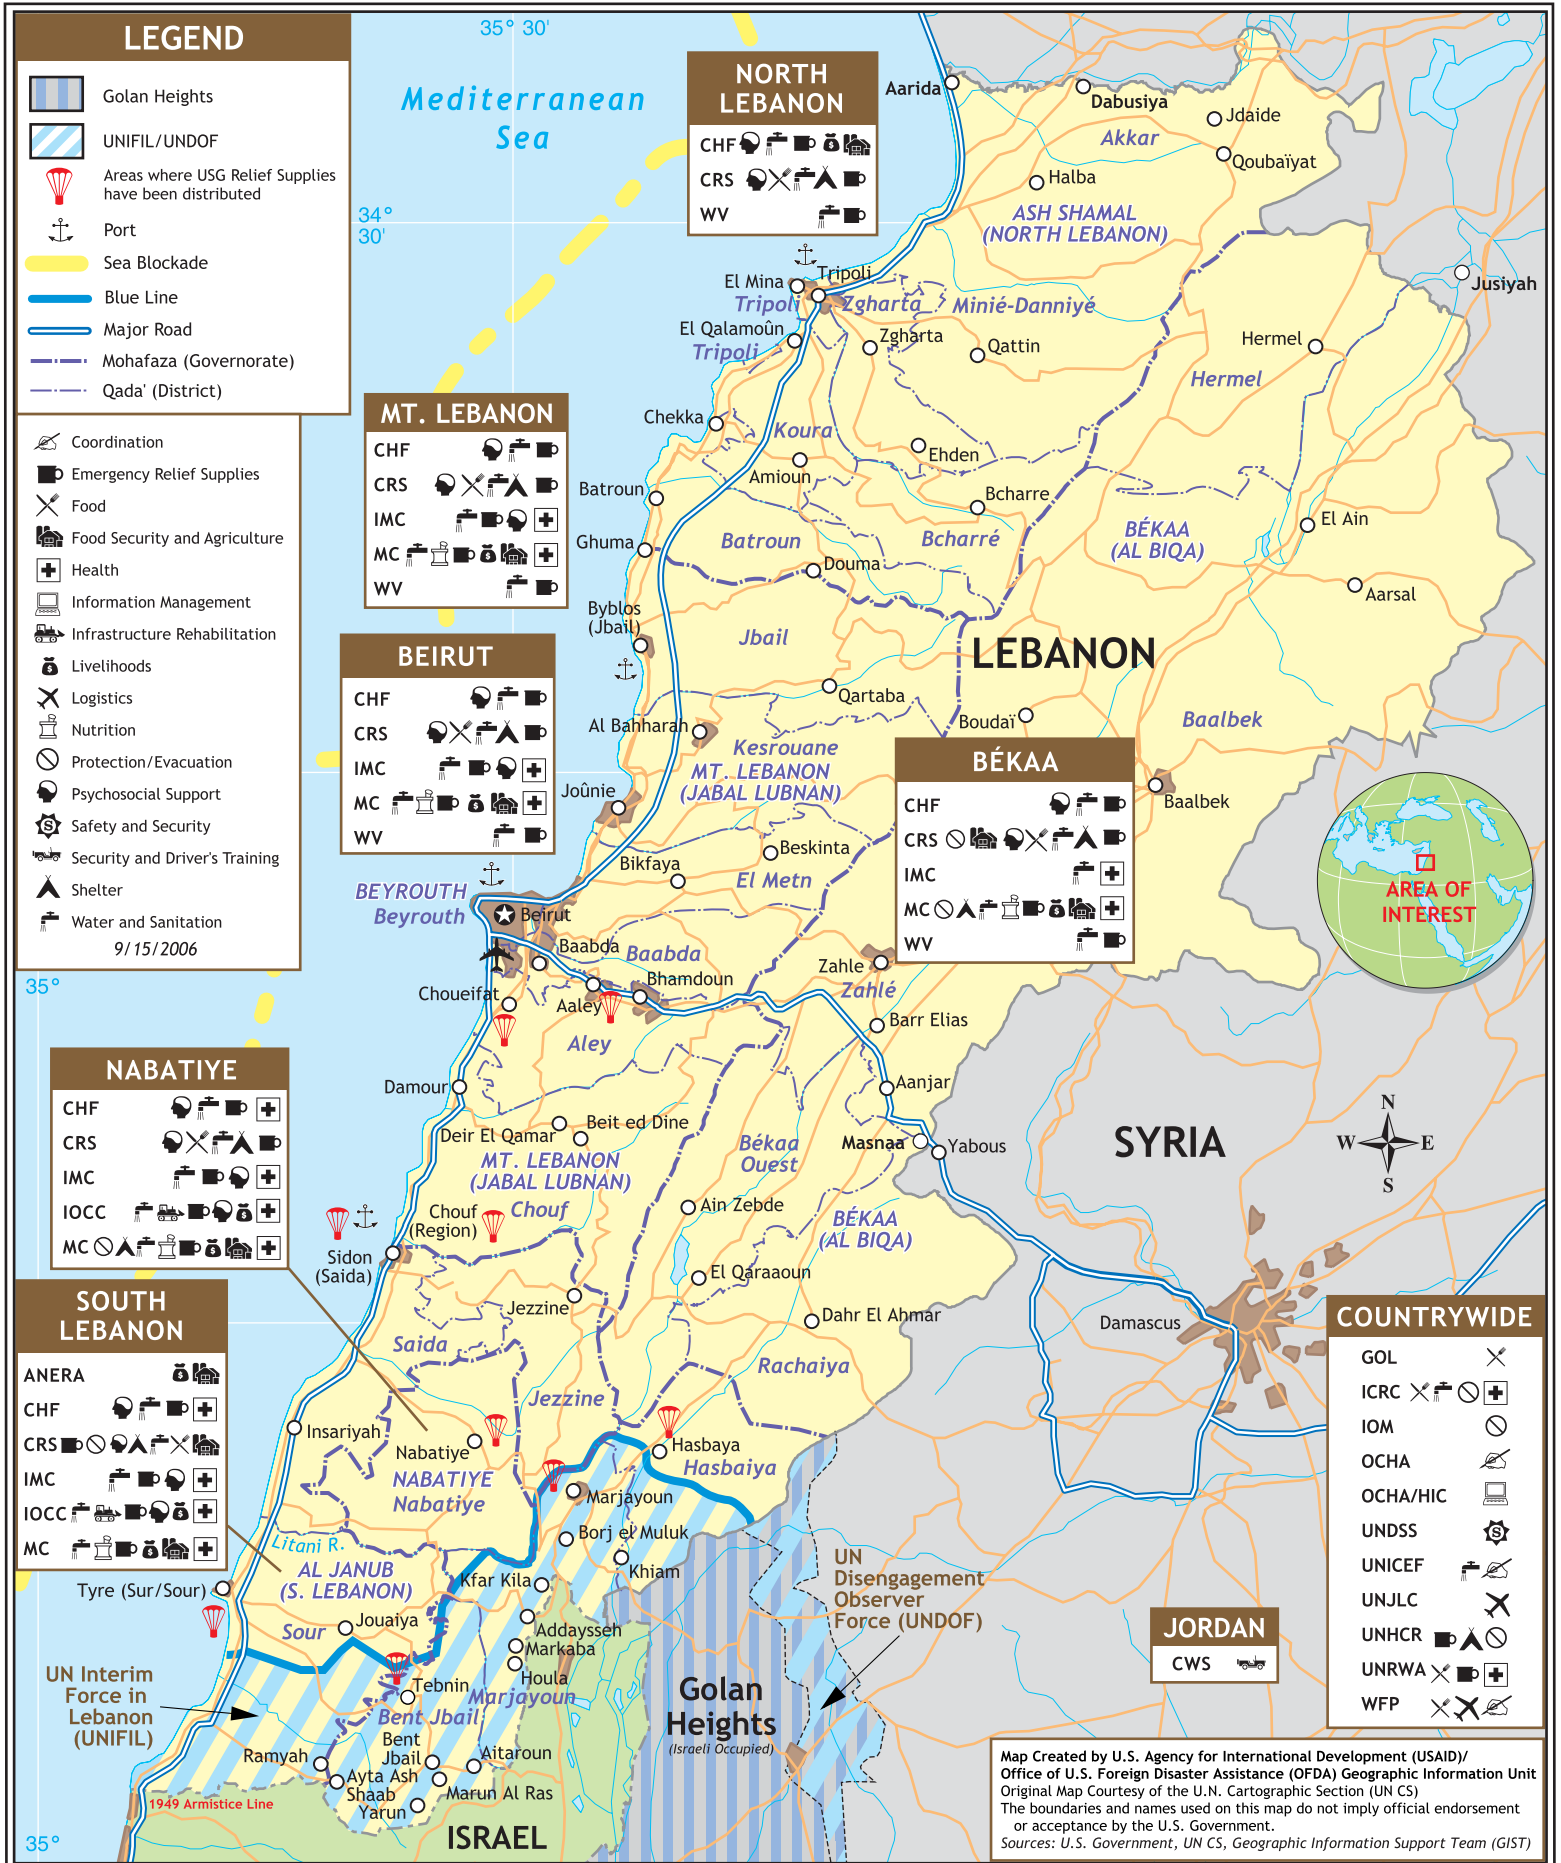 LEGEND
Golan Heights
UNIFIL/UNDOF
Areas where USG Relief Supplies
have been distributed
Port
Sea Blockade
Blue Line
Major Road
Mohafaza (Governorate)
Qada' (District)
Coordination
Emergency Relief Supplies
Food
Food Security and Agriculture
Health
Information Management
Infrastructure Rehabilitation
Livelihoods
Logistics
Nutrition
Protection/Evacuation
Psychosocial Support
Safety and Security
Security and Driver's Training
Shelter
Water and Sanitation
9/15/2006
35° 30'
34°
30'
35°
35°
Mediterranean
Sea
NORTH
LEBANON
CHF
CRS
WV
MT. LEBANON
CHF
CRS
IMC
MC
WV
BEIRUT
CHF
CRS
IMC
MC
WV
BÉKAA
CHF
CRS
IMC
MC
WV
NABATIYE
CHF
CRS
IMC
IOCC
MC
SOUTH
LEBANON
ANERA
CHF
CRS
IMC
IOCC
MC
COUNTRYWIDE
GOL
ICRC
IOM
OCHA
OCHA/HIC
UNDSS
UNICEF
UNJLC
UNHCR
UNRWA
WFP
JORDAN
CWS
Aarida
Dabusiya
Jdaide
Akkar
Qoubaïyat
Halba
ASH SHAMAL
(NORTH LEBANON)
Jusiyah
El Mina
Tripoli
Tripoli
Zgharta
Minié-Danniyé
El Qalamoûn
Tripoli
Zgharta
Qattin
Hermel
Hermel
Chekka
Koura
Ehden
Amioun
Batroun
Bcharre
El Ain
Ghuma
Batroun
Bcharré
BÉKAA
(AL BIQA)
Douma
Aarsal
Byblos
(Jbail)
Jbail
LEBANON
Qartaba
Boudaï
Baalbek
Al Bahharah
Kesrouane
MT. LEBANON
(JABAL LUBNAN)
Joûnie
Baalbek
Beskinta
Bikfaya
El Metn
AREA OF
INTEREST
BEYROUTH
Beyrouth
Beirut
Baabda
Baabda
Bhamdoun
Zahle
Zahlé
Choueifat
Aaley
Barr Elias
Aley
Damour
Aanjar
Deir El Qamar
Beit ed Dine
Békaa
Ouest
Masnaa
Yabous
SYRIA
N
W
E
S
MT. LEBANON
(JABAL LUBNAN)
Chouf
Chouf
(Region)
Ain Zebde
BÉKAA
(AL BIQA)
Sidon
(Saida)
El Qaraaoun
Jezzine
Dahr El Ahmar
Damascus
Saida
Rachaiya
Jezzine
Insariyah
Nabatiye
Hasbaya
Hasbaiya
NABATIYE
Nabatiye
Marjayoun
Litani R.
Borj el Muluk
Khiam
AL JANUB
(S. LEBANON)
Kfar Kila
Tyre (Sur/Sour)
UN
Disengagement
Observer
Force (UNDOF)
Jouaiya
Sour
Addaysseh
Markaba
Houla
UN Interim
Force in
Lebanon
(UNIFIL)
Tebnin
Marjayoun
Bent Jbail
Golan
Heights
(Israeli Occupied)
Ramyah
Bent
Jbail
Aitaroun
Ayta Ash
Shaab
Marun Al Ras
Yarun
1949 Armistice Line
ISRAEL
Map Created by U.S. Agency for International Development (USAID)/
Office of U.S. Foreign Disaster Assistance (OFDA) Geographic Information Unit
Original Map Courtesy of the U.N. Cartographic Section (UN CS)
The boundaries and names used on this map do not imply official endorsement
or acceptance by the U.S. Government.
Sources: U.S. Government, UN CS, Geographic Information Support Team (GIST)